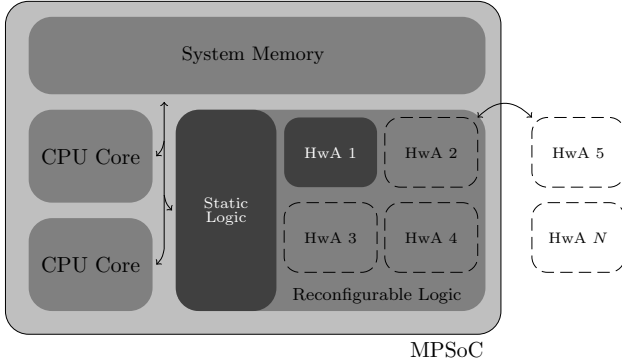 System Memory
CPU Core
CPU Core
Static
Logic
HwA 1
HwA 2
HwA 3
HwA 4
Reconfigurable Logic
HwA 5
HwA N
MPSoC